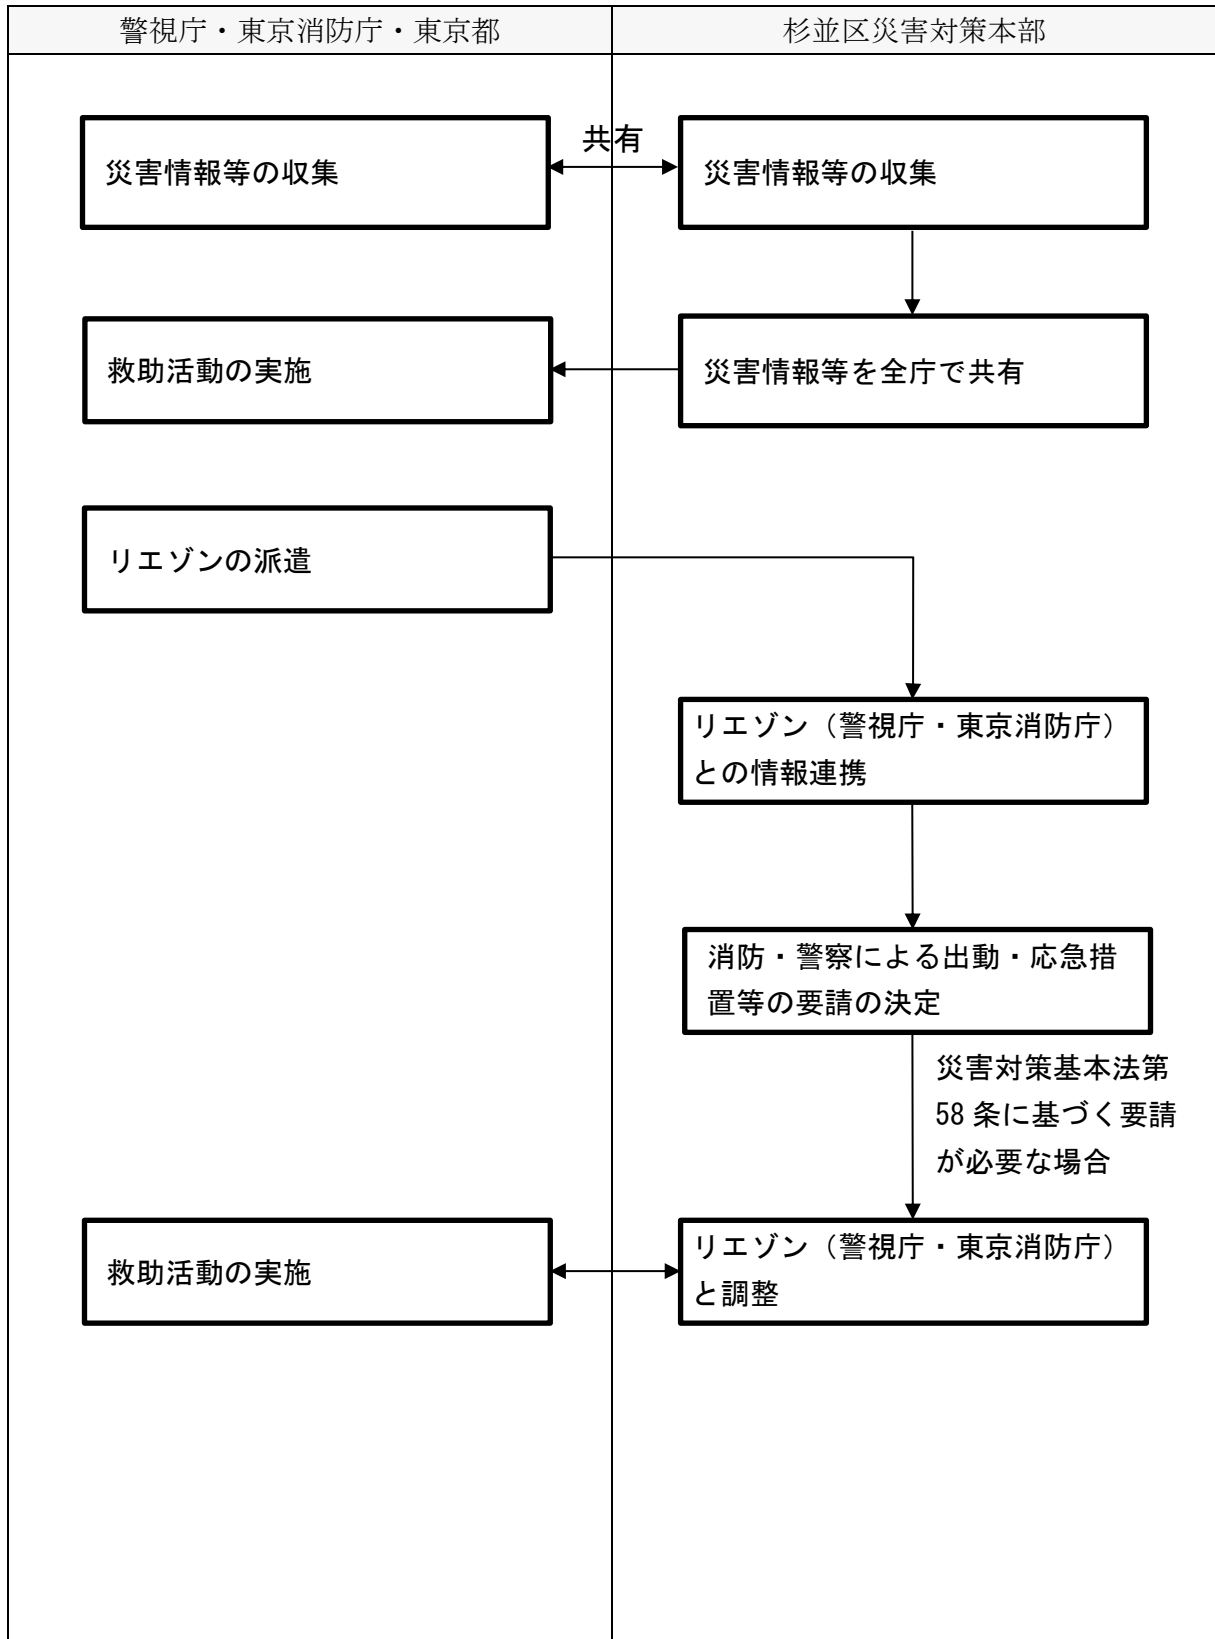 警視庁・東京消防庁・東京都
杉並区災害対策本部
災害情報等の収集
共有
災害情報等の収集
救助活動の実施
災害情報等を全庁で共有
リエゾンの派遣
リエゾン（警視庁・東京消防庁）
との情報連携
消防・警察による出動・応急措
置等の要請の決定
災害対策基本法第
58 条に基づく要請
が必要な場合
救助活動の実施
リエゾン（警視庁・東京消防庁）
と調整